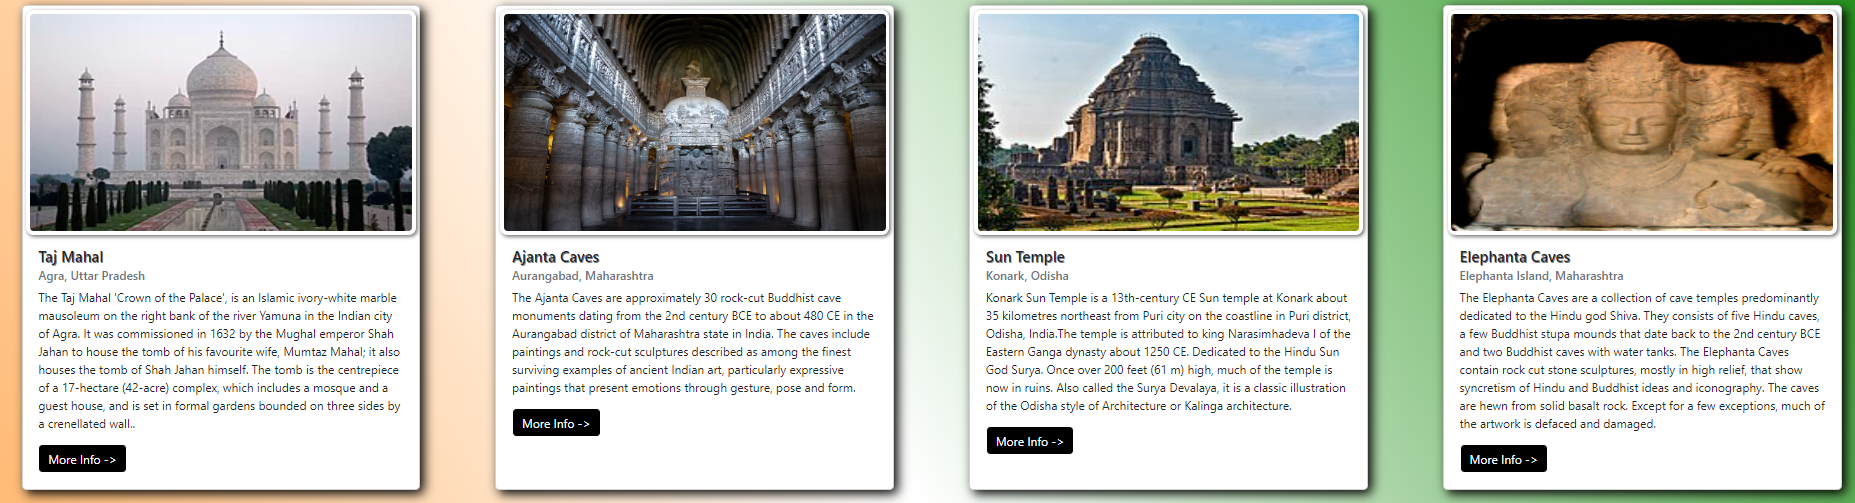 Taj Mahal
Agra, Uttar Pradesh
The Taj Mahal 'Crown of the Palace', is an Islamic ivory-white marble
mausoleum on the right bank of the river Yamuna in the Indian city
of Agra. It was commissioned in 1632 by the Mughal emperor Shah
Jahan to house the tomb of his favourite wife, Mumtaz Mahal; it also
houses the tomb of Shah Jahan himself. The tomb is the centrepiece
of a 17-hectare (42-acre) complex, which includes a mosque and a
guest house, and is set in formal gardens bounded on three sides by
a crenellated wall..
More Info ->
Ajanta Caves
Aurangabad, Maharashtra
The Ajanta Caves are approximately 30 rock-cut Buddhist cave
monuments dating from the 2nd century BCE to about 480 CE in the
Aurangabad district of Maharashtra state in India. The caves include
paintings and rock-cut sculptures described as among the finest
surviving examples of ancient Indian art, particularly expressive
paintings that present emotions through gesture, pose and form.
More Info ->
Sun Temple
Konark, Odisha
Konark Sun Temple is a 13th-century CE Sun temple at Konark about
35 kilometres northeast from Puri city on the coastline in Puri district,
Odisha, India.The temple is attributed to king Narasimhadeva I of the
Eastern Ganga dynasty about 1250 CE. Dedicated to the Hindu Sun
God Surya. Once over 200 feet (61 m) high, much of the temple is
now in ruins. Also called the Surya Devalaya, it is a classic illustration
of the Odisha style of Architecture or Kalinga architecture.
More Info ->
Elephanta Caves
Elephanta Island, Maharashtra
The Elephanta Caves are a collection of cave temples predominantly
dedicated to the Hindu god Shiva. They consists of five Hindu caves,
a few Buddhist stupa mounds that date back to the 2nd century BCE
and two Buddhist caves with water tanks. The Elephanta Caves
contain rock cut stone sculptures, mostly in high relief, that show
syncretism of Hindu and Buddhist ideas and iconography. The caves
are hewn from solid basalt rock. Except for a few exceptions, much of
the artwork is defaced and damaged.
More Info ->